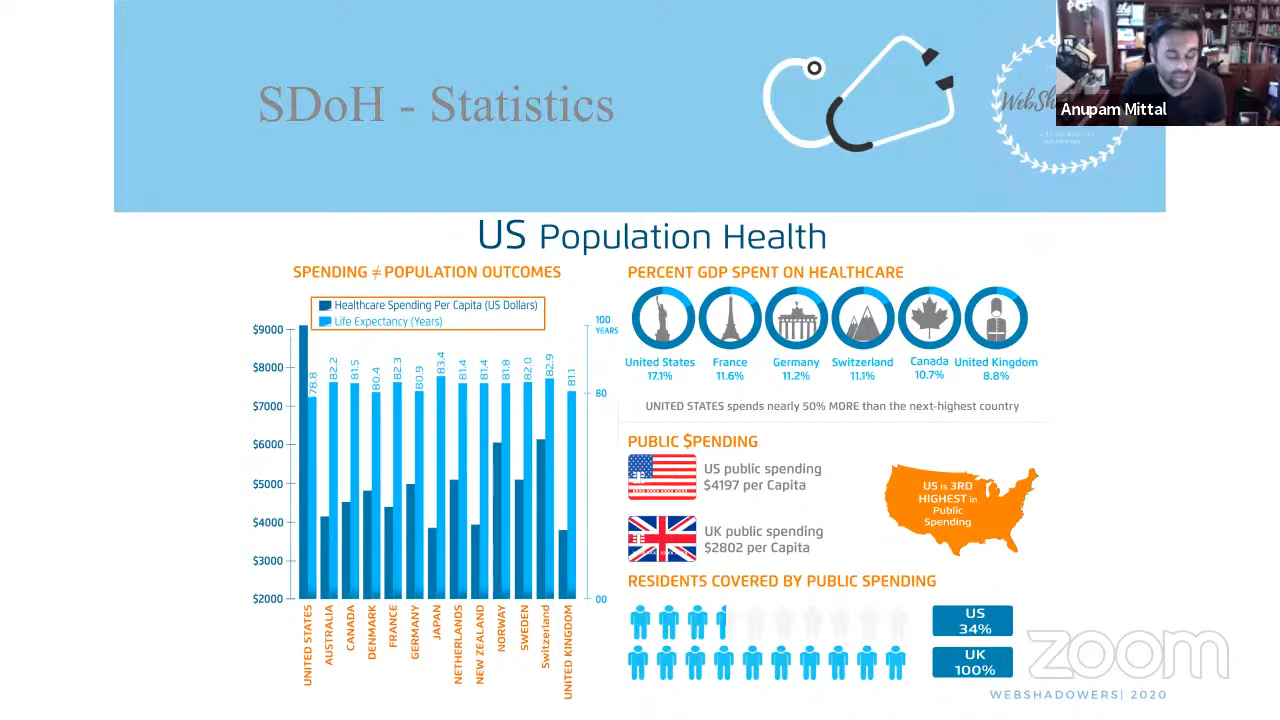 SDoH - Statistics
Anupam Mittal
US Population Health
SPENDING ≠ POPULATION OUTCOMES
Healthcare Spending Per Capita (US Dollars)
Life Expectancy (Years)
$9000
$8000
$7000
$6000
$5000
$4000
$3000
$2000
100
YEARS
80
00
78.8
82.2
81.5
80.4
82.3
80.9
83.4
81.4
81.4
81.8
82.0
82.9
81.1
UNITED STATES
AUSTRALIA
CANADA
DENMARK
FRANCE
GERMANY
JAPAN
NETHERLANDS
NEW ZEALAND
NORWAY
SWEDEN
Switzerland
UNITED KINGDOM
PERCENT GDP SPENT ON HEALTHCARE
United States
17.1%
France
11.6%
Germany
11.2%
Switzerland
11.1%
Canada
10.7%
United Kingdom
8.8%
UNITED STATES spends nearly 50% MORE than the next-highest country
PUBLIC $PENDING
US public spending
$4197 per Capita
UK public spending
$2802 per Capita
US is 3RD
HIGHEST in
Public
Spending
RESIDENTS COVERED BY PUBLIC SPENDING
US
34%
UK
100%
zoom
WEBSHADOWERS| 2020